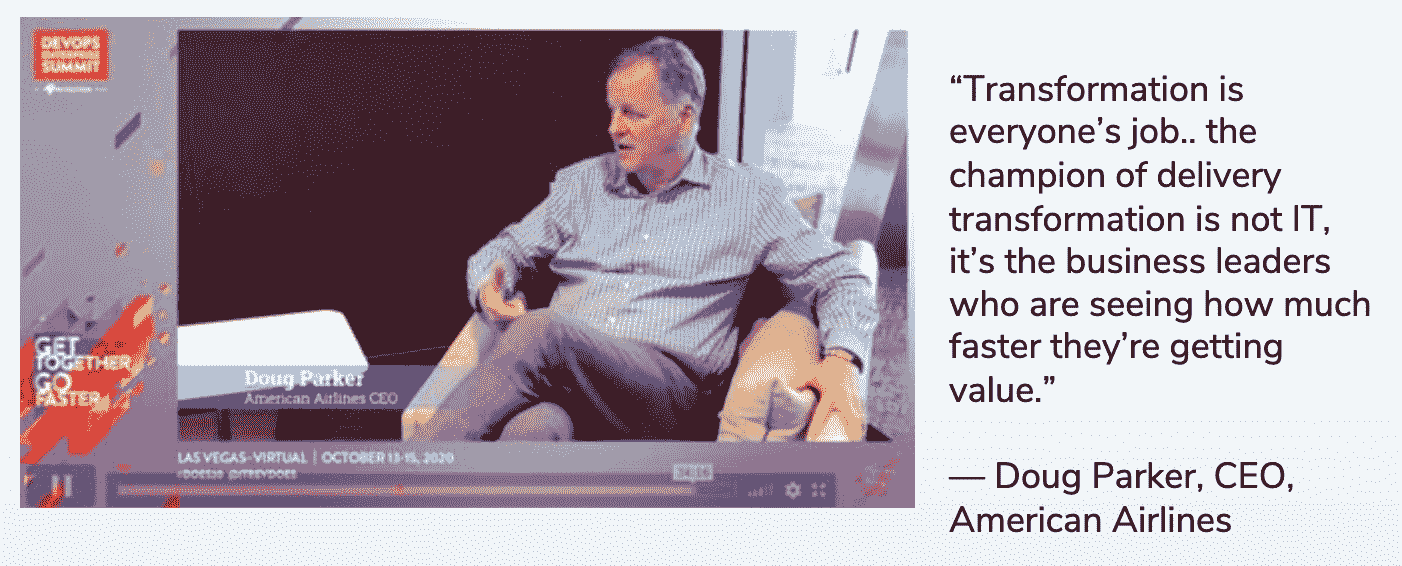 DEVOPS
ENTERPRISE
SUMMIT
GET
TOGETHER
GO
FASTER
Doug Parker
American Airlines CEO
LAS VEGAS-VIRTUAL | OCTOBER 13-15, 2020
#DOES20 @ITREVDOES
“Transformation is
everyone’s job.. the
champion of delivery
transformation is not IT,
it’s the business leaders
who are seeing how much
faster they’re getting
value.”
— Doug Parker, CEO,
American Airlines